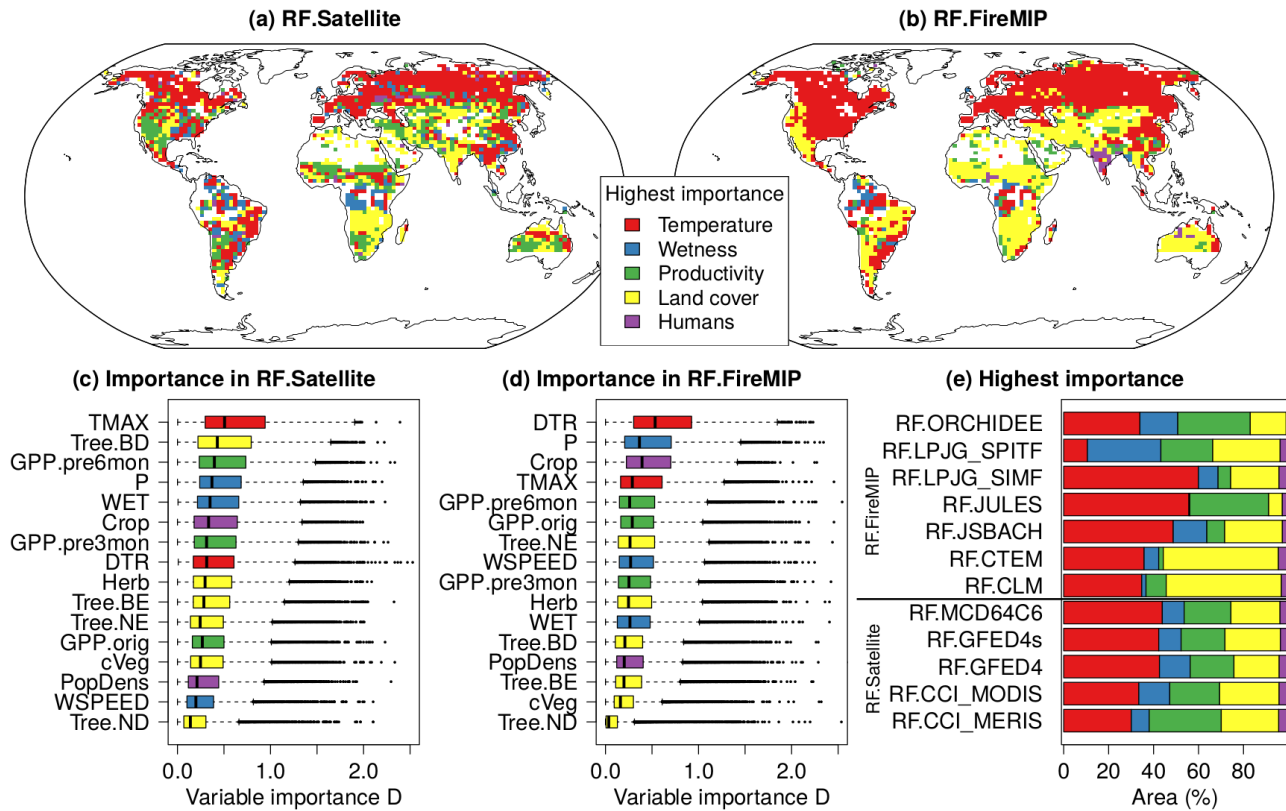 (a) RF.Satellite
(b) RF.FireMIP
Highest importance
Temperature
Wetness
Productivity
Land cover
Humans
(c) Importance in RF.Satellite
TMAX
Tree.BD
GPP.pre6mon
P
WET
Crop
GPP.pre3mon
DTR
Herb
Tree.BE
Tree.NE
GPP.orig
cVeg
PopDens
WSPEED
Tree.ND
0.0 1.0 2.0
Variable importance D
(d) Importance in RF.FireMIP
DTR
P
Crop
TMAX
GPP.pre6mon
GPP.orig
Tree.NE
WSPEED
GPP.pre3mon
Herb
WET
Tree.BD
PopDens
Tree.BE
cVeg
Tree.ND
0.0 1.0 2.0
Variable importance D
(e) Highest importance
RF.FireMIP
RF.ORCHIDEE
RF.LPJG_SPITF
RF.LPJG_SIMF
RF.JULES
RF.JSBACH
RF.CTEM
RF.CLM
RF.Satellite
RF.MCD64C6
RF.GFED4s
RF.GFED4
RF.CCI_MODIS
RF.CCI_MERIS
0 20 40 60 80
Area (%)